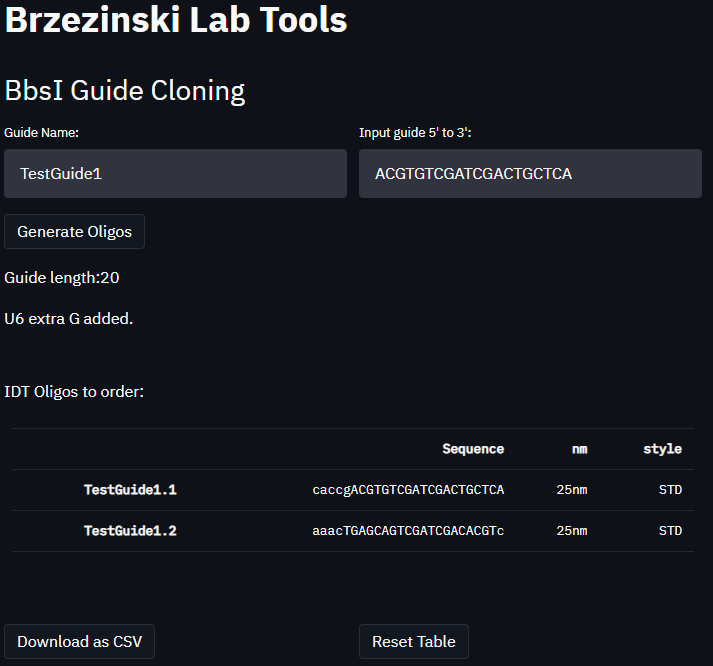 Brzezinski Lab Tools
BbsI Guide Cloning
Guide Name: Input guide 5' to 3':
TestGuide1 ACGTGTCGATCGACTGCTCA
Generate Oligos
Guide length:20
U6 extra G added.
IDT Oligos to order:
Sequence nm style
TestGuide1.1 caccgACGTGTCGATCGACTGCTCA 25nm STD
TestGuide1.2 aaacTGAGCAGTCGATCGACACGTc 25nm STD
Download as CSV Reset Table